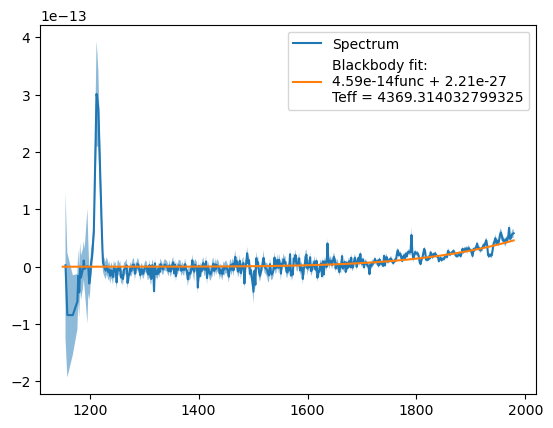 1e−13
4
3
2
1
0
−1
−2
1200
1400
1600
1800
2000
Spectrum
Blackbody fit:
4.59e-14func + 2.21e-27
Teff = 4369.314032799325